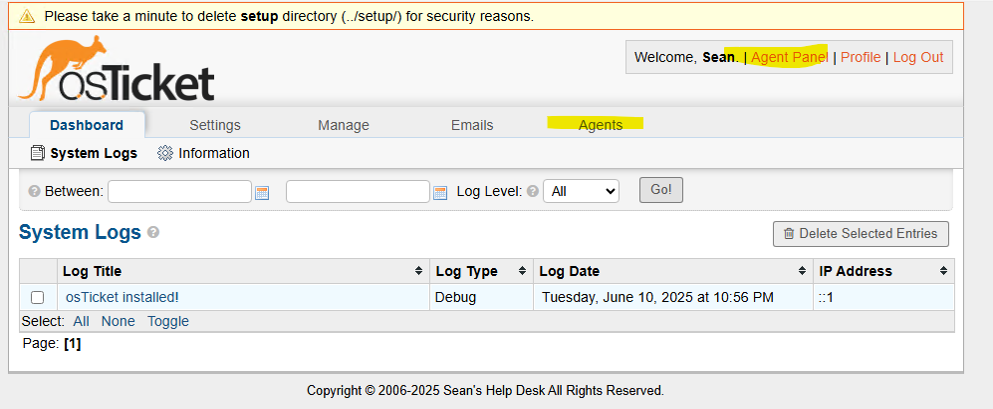 Please take a minute to delete setup directory (../setup/) for security reasons.
osTicket
Welcome, Sean. | Agent Panel | Profile | Log Out
Dashboard Settings Manage Emails Agents
System Logs Information
Between: Log Level: All Go!
System Logs Delete Selected Entries
Log Title Log Type Log Date IP Address
osTicket installed! Debug Tuesday, June 10, 2025 at 10:56 PM ::1
Select: All None Toggle
Page: [1]
Copyright © 2006-2025 Sean's Help Desk All Rights Reserved.